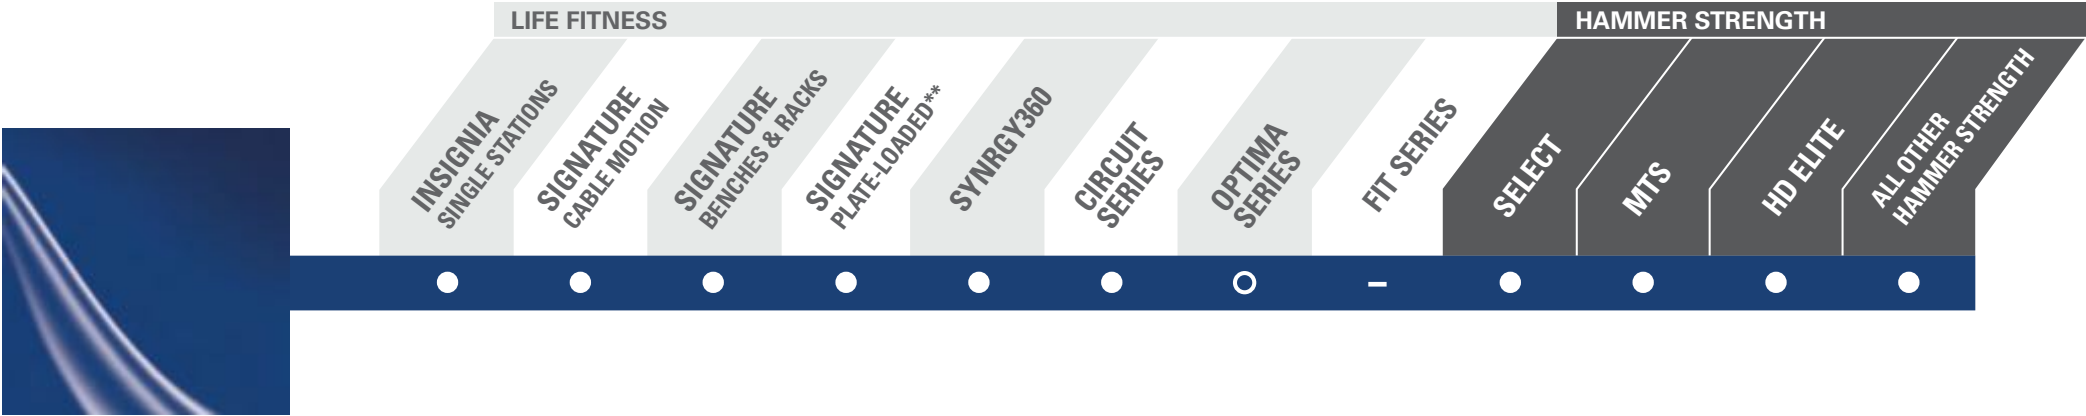 LIFE FITNESS
HAMMER STRENGTH
INSIGNIA
SINGLE STATIONS
SIGNATURE
CABLE MOTION
SIGNATURE
BENCHES & RACKS
SIGNATURE
PLATE-LOADED**
SYNRGY360
CIRCUIT
SERIES
OPTIMA
SERIES
FIT SERIES
SELECT
MTS
HD ELITE
ALL OTHER
HAMMER STRENGTH
–